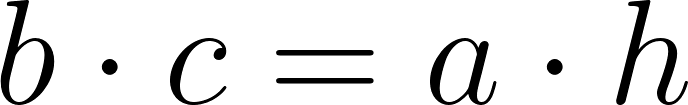 b · c = a · h